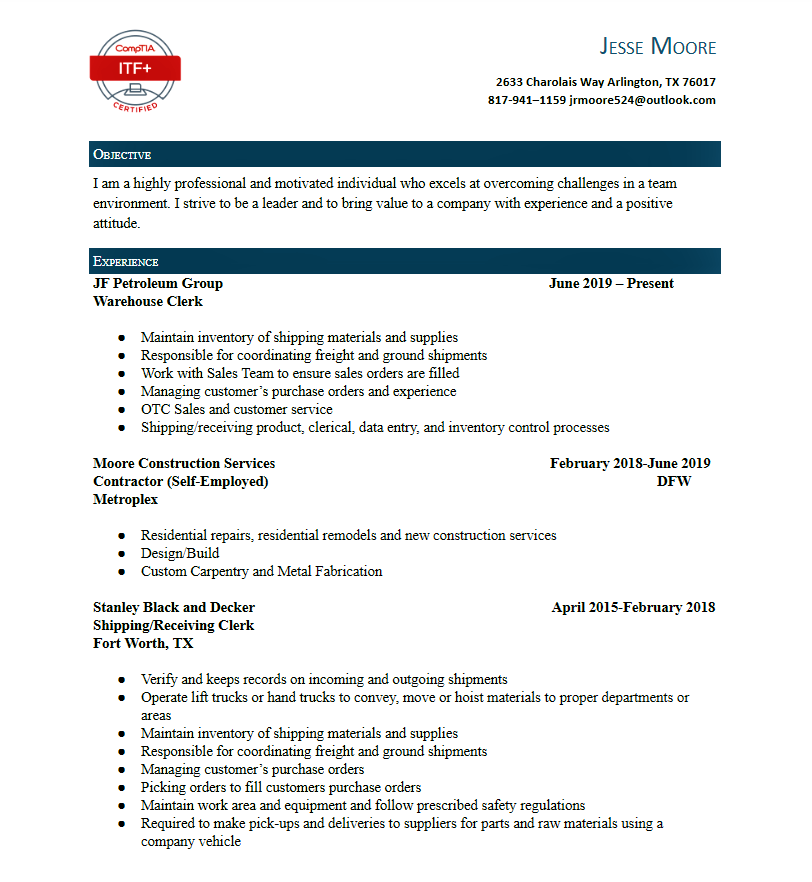 CompTIA
ITF+
CERTIFIED
JESSE MOORE
2633 Charolais Way Arlington, TX 76017
817-941–1159 jrmoore524@outlook.com
OBJECTIVE
I am a highly professional and motivated individual who excels at overcoming challenges in a team
environment. I strive to be a leader and to bring value to a company with experience and a positive
attitude.
EXPERIENCE
JF Petroleum Group June 2019 – Present
Warehouse Clerk
● Maintain inventory of shipping materials and supplies
● Responsible for coordinating freight and ground shipments
● Work with Sales Team to ensure sales orders are filled
● Managing customer’s purchase orders and experience
● OTC Sales and customer service
● Shipping/receiving product, clerical, data entry, and inventory control processes
Moore Construction Services February 2018-June 2019
Contractor (Self-Employed) DFW
Metroplex
● Residential repairs, residential remodels and new construction services
● Design/Build
● Custom Carpentry and Metal Fabrication
Stanley Black and Decker April 2015-February 2018
Shipping/Receiving Clerk
Fort Worth, TX
● Verify and keeps records on incoming and outgoing shipments
● Operate lift trucks or hand trucks to convey, move or hoist materials to proper departments or
areas
● Maintain inventory of shipping materials and supplies
● Responsible for coordinating freight and ground shipments
● Managing customer’s purchase orders
● Picking orders to fill customers purchase orders
● Maintain work area and equipment and follow prescribed safety regulations
● Required to make pick-ups and deliveries to suppliers for parts and raw materials using a
company vehicle